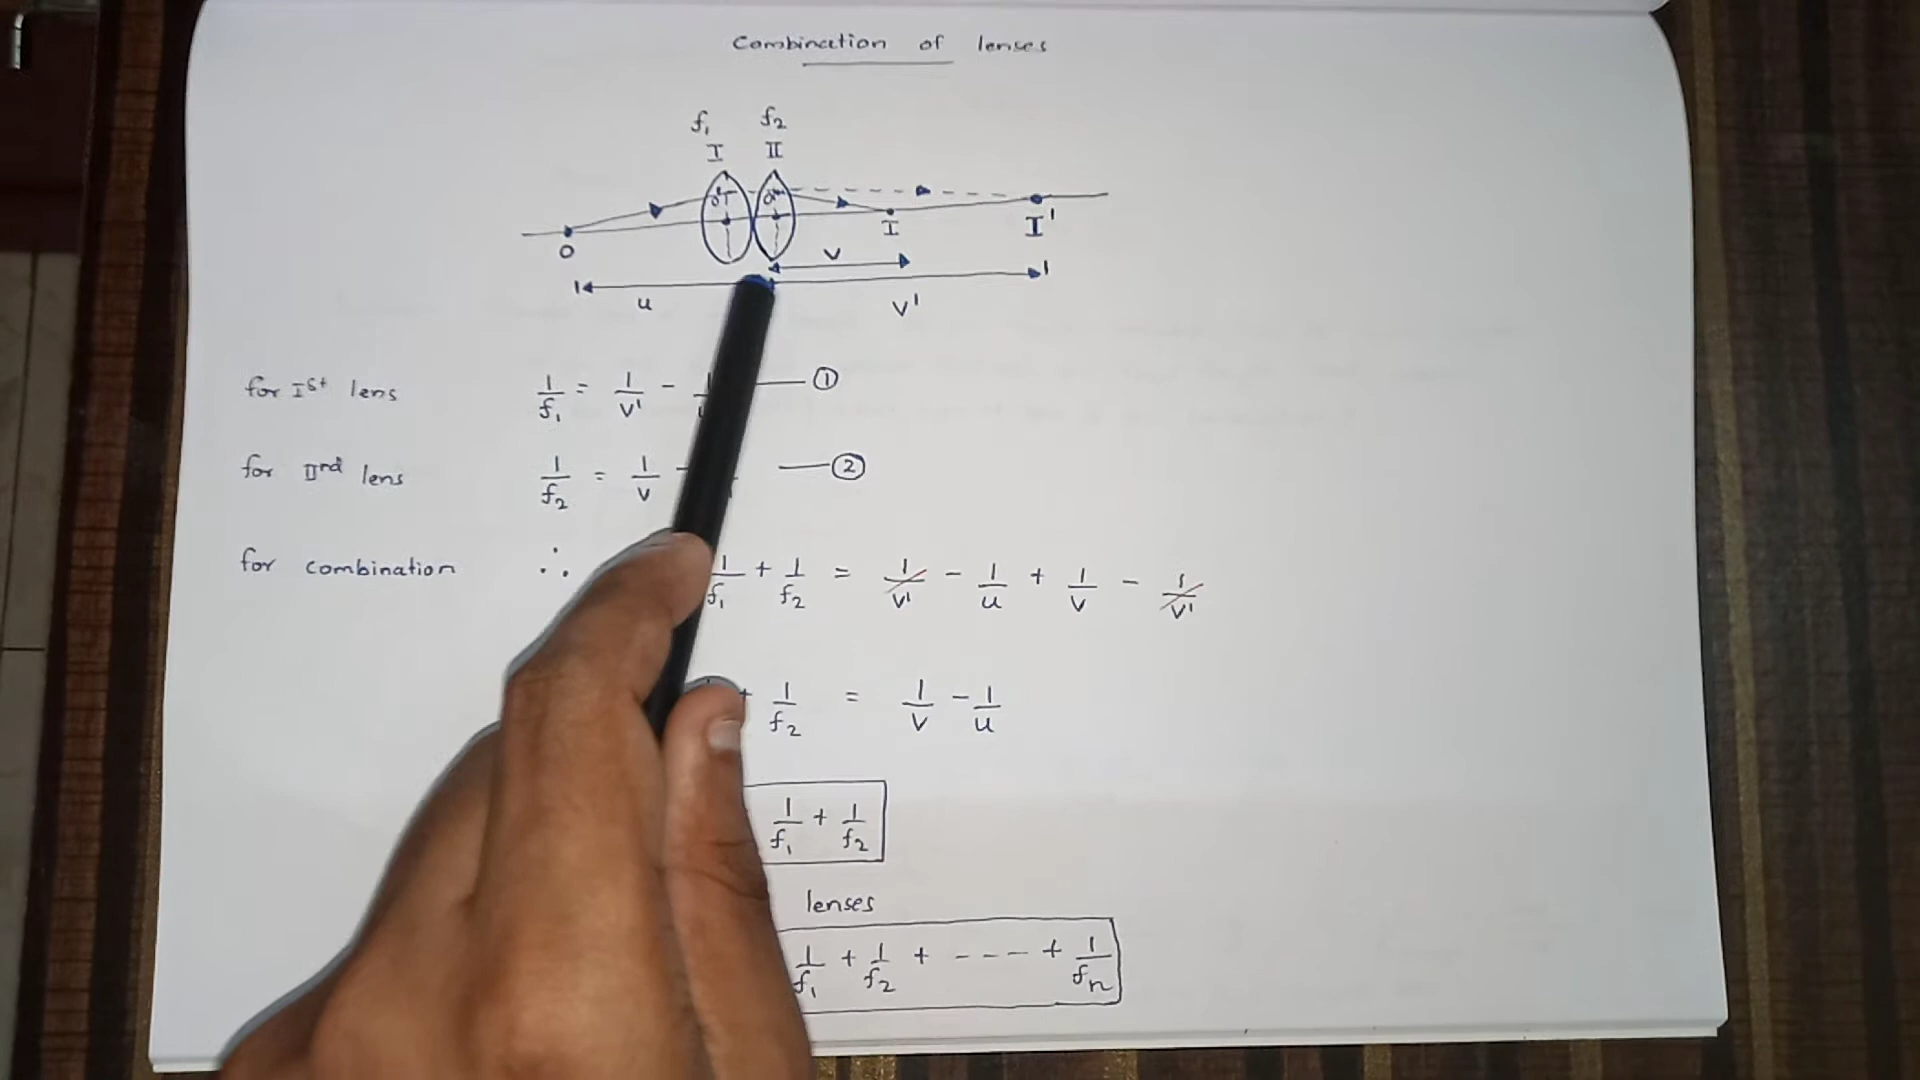 Combination of lenses
f₁ f₂
I II
O I I'
v
u v'
for Iˢᵗ lens 1/f₁ = 1/v' - ①
for IIⁿᵈ lens 1/f₂ = 1/v - ②
for combination ∴ 1/f₁ + 1/f₂ = 1/v' - 1/u + 1/v - 1/v'
+ 1/f₂ = 1/v - 1/u
1/f₁ + 1/f₂
lenses
1/f₁ + 1/f₂ + ---- + 1/fₙ